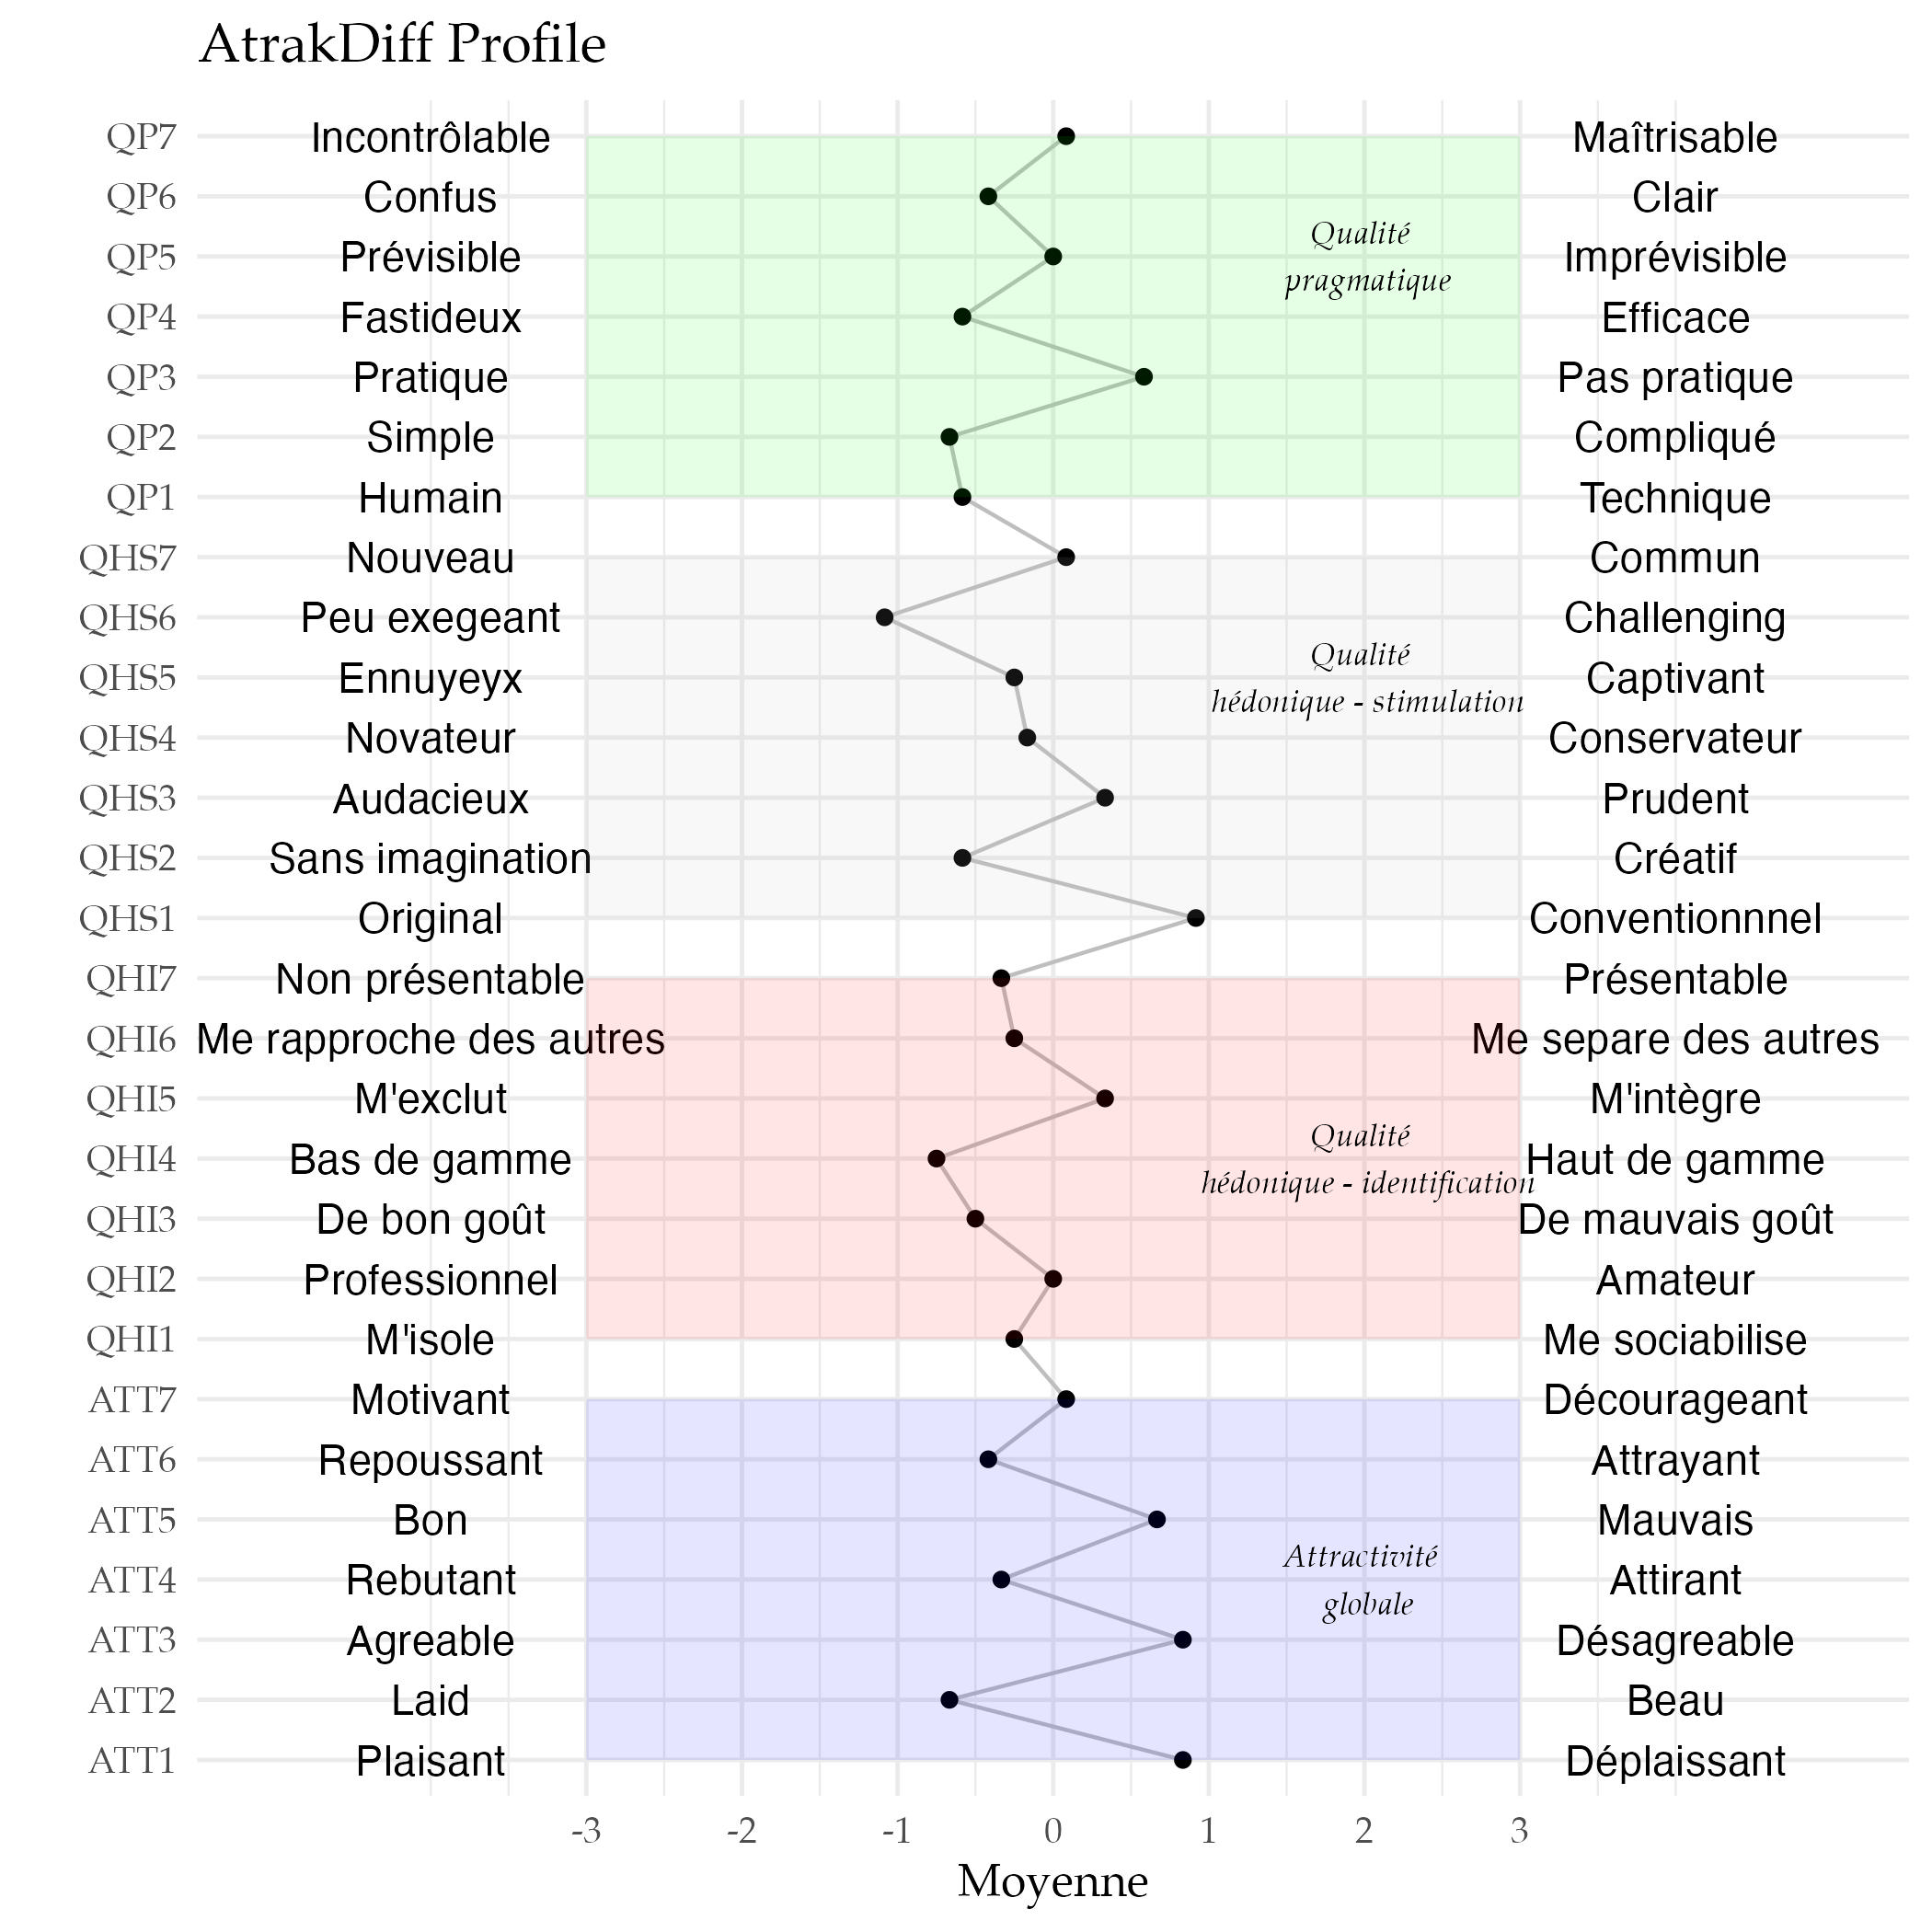 AtrakDiff Profile
QP7 Incontrôlable Maîtrisable
QP6 Confus Clair
Qualité
QP5 Prévisible Imprévisible
pragmatique
QP4 Fastideux Efficace
QP3 Pratique Pas pratique
QP2 Simple Compliqué
QP1 Humain Technique
QHS7 Nouveau Commun
QHS6 Peu exegeant Challenging
Qualité
QHS5 Ennuyeyx Captivant
hédonique - stimulation
QHS4 Novateur Conservateur
QHS3 Audacieux Prudent
QHS2 Sans imagination Créatif
QHS1 Original Conventionnnel
QHI7 Non présentable Présentable
QHI6 Me rapproche des autres Me separe des autres
QHI5 M'exclut M'intègre
Qualité
QHI4 Bas de gamme Haut de gamme
hédonique - identification
QHI3 De bon goût De mauvais goût
QHI2 Professionnel Amateur
QHI1 M'isole Me sociabilise
ATT7 Motivant Décourageant
ATT6 Repoussant Attrayant
ATT5 Bon Mauvais
Attractivité
ATT4 Rebutant Attirant
globale
ATT3 Agreable Désagreable
ATT2 Laid Beau
ATT1 Plaisant Déplaissant
-3 -2 -1 0 1 2 3
Moyenne